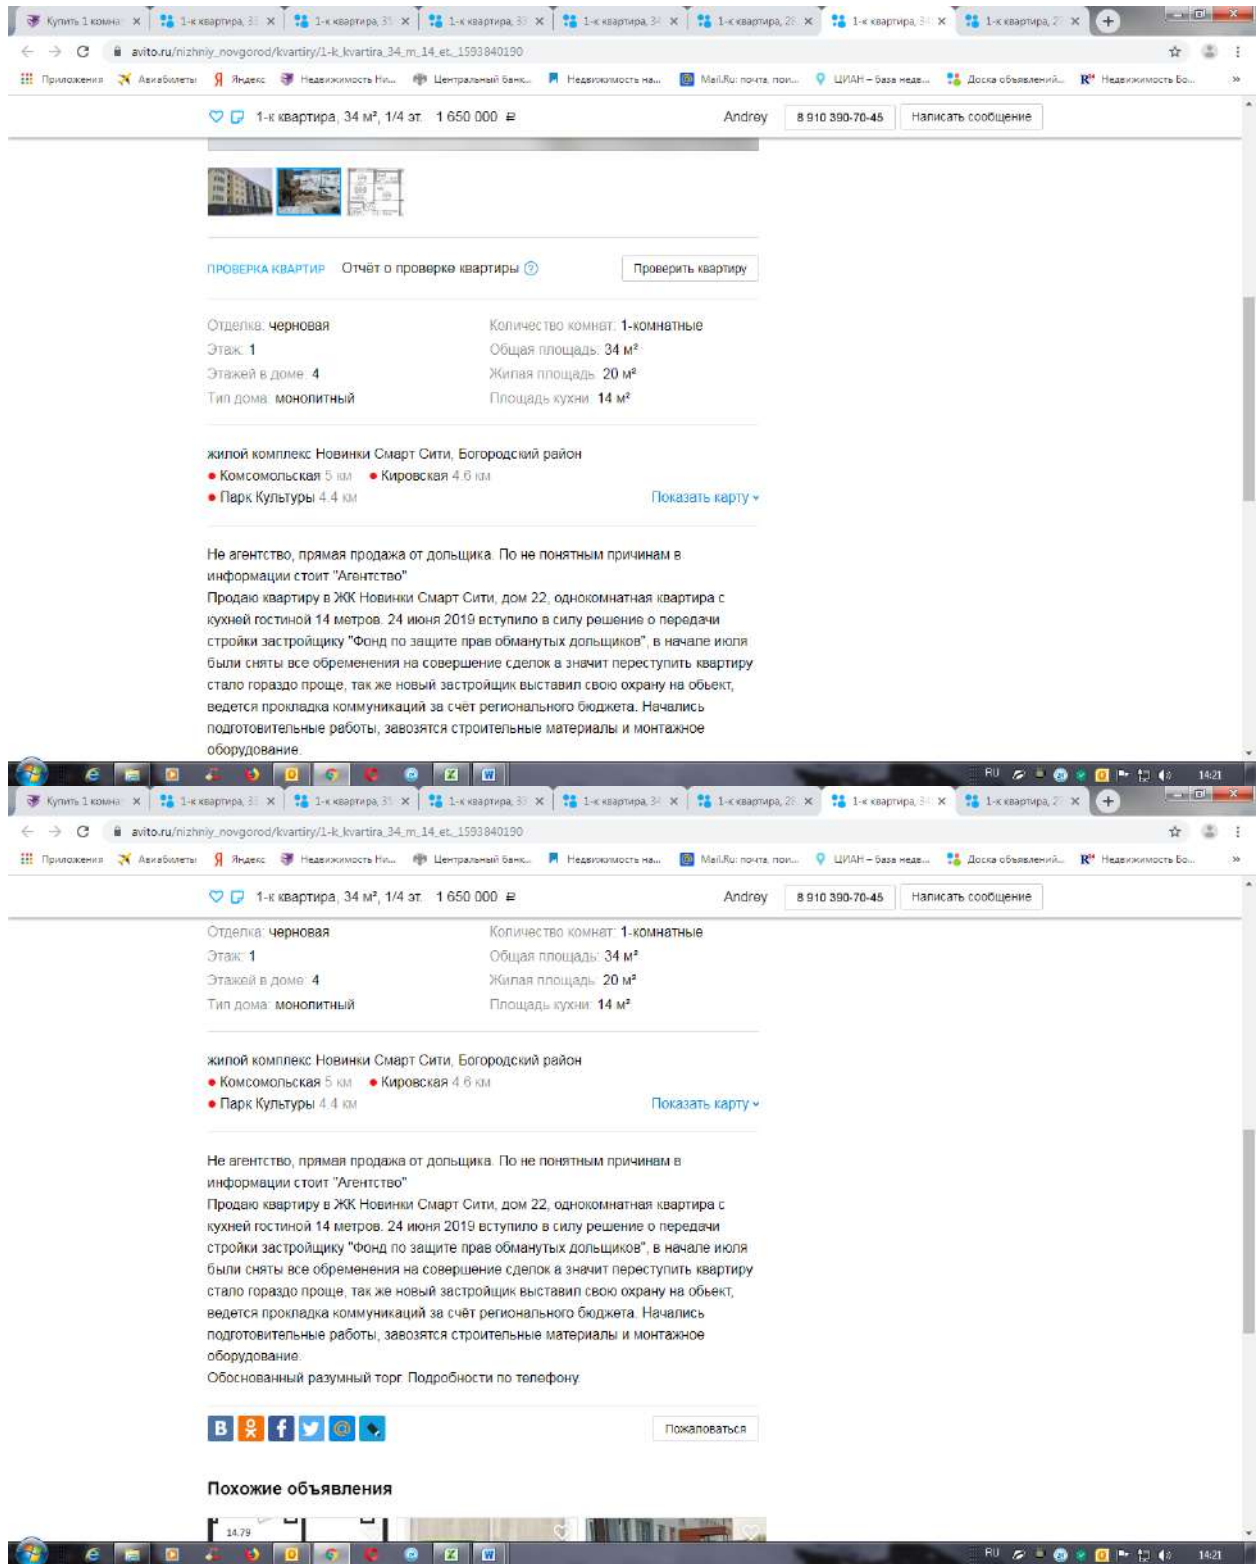 Купить 1 комна
1-к квартира, 3
1-к квартира, 3
1-к квартира, 3
1-к квартира, 34
1-к квартира, 28
1-к квартира, 3
1-к квартира, 2
avito.ru/nizhniy_novgorod/kvartiry/1-k_kvartira_34_m_14_et._1593840190
Приложения Авиабилеты Яндекс Недвижимость Ни... Центральный банк... Недвижимость на... Mail.Ru: почта, пои... ЦИАН – база недв... Доска объявлений... Недвижимость Бо... »
1-к квартира, 34 м², 1/4 эт. 1 650 000 ₽ Andrey 8 910 390-70-45 Написать сообщение
ПРОВЕРКА КВАРТИР Отчёт о проверке квартиры ? Проверить квартиру
Отделка: черновая Количество комнат: 1-комнатные
Этаж: 1 Общая площадь: 34 м²
Этажей в доме: 4 Жилая площадь: 20 м²
Тип дома: монолитный Площадь кухни: 14 м²
жилой комплекс Новинки Смарт Сити, Богородский район
Комсомольская 5 км Кировская 4.6 км
Парк Культуры 4.4 км Показать карту
Не агентство, прямая продажа от дольщика. По не понятным причинам в
информации стоит "Агентство"
Продаю квартиру в ЖК Новинки Смарт Сити, дом 22, однокомнатная квартира с
кухней гостиной 14 метров. 24 июня 2019 вступило в силу решение о передачи
стройки застройщику "Фонд по защите прав обманутых дольщиков", в начале июля
были сняты все обременения на совершение сделок а значит переступить квартиру
стало гораздо проще, так же новый застройщик выставил свою охрану на обьект,
ведется прокладка коммуникаций за счёт регионального бюджета. Начались
подготовительные работы, завозятся строительные материалы и монтажное
оборудование.
RU 14:21
Купить 1 комна
1-к квартира, 3
1-к квартира, 3
1-к квартира, 3
1-к квартира, 34
1-к квартира, 28
1-к квартира, 3
1-к квартира, 2
avito.ru/nizhniy_novgorod/kvartiry/1-k_kvartira_34_m_14_et._1593840190
Приложения Авиабилеты Яндекс Недвижимость Ни... Центральный банк... Недвижимость на... Mail.Ru: почта, пои... ЦИАН – база недв... Доска объявлений... Недвижимость Бо... »
1-к квартира, 34 м², 1/4 эт. 1 650 000 ₽ Andrey 8 910 390-70-45 Написать сообщение
Отделка: черновая Количество комнат: 1-комнатные
Этаж: 1 Общая площадь: 34 м²
Этажей в доме: 4 Жилая площадь: 20 м²
Тип дома: монолитный Площадь кухни: 14 м²
жилой комплекс Новинки Смарт Сити, Богородский район
Комсомольская 5 км Кировская 4.6 км
Парк Культуры 4.4 км Показать карту
Не агентство, прямая продажа от дольщика. По не понятным причинам в
информации стоит "Агентство"
Продаю квартиру в ЖК Новинки Смарт Сити, дом 22, однокомнатная квартира с
кухней гостиной 14 метров. 24 июня 2019 вступило в силу решение о передачи
стройки застройщику "Фонд по защите прав обманутых дольщиков", в начале июля
были сняты все обременения на совершение сделок а значит переступить квартиру
стало гораздо проще, так же новый застройщик выставил свою охрану на обьект,
ведется прокладка коммуникаций за счёт регионального бюджета. Начались
подготовительные работы, завозятся строительные материалы и монтажное
оборудование.
Обоснованный разумный торг. Подробности по телефону.
Пожаловаться
Похожие объявления
14.79
RU 14:21